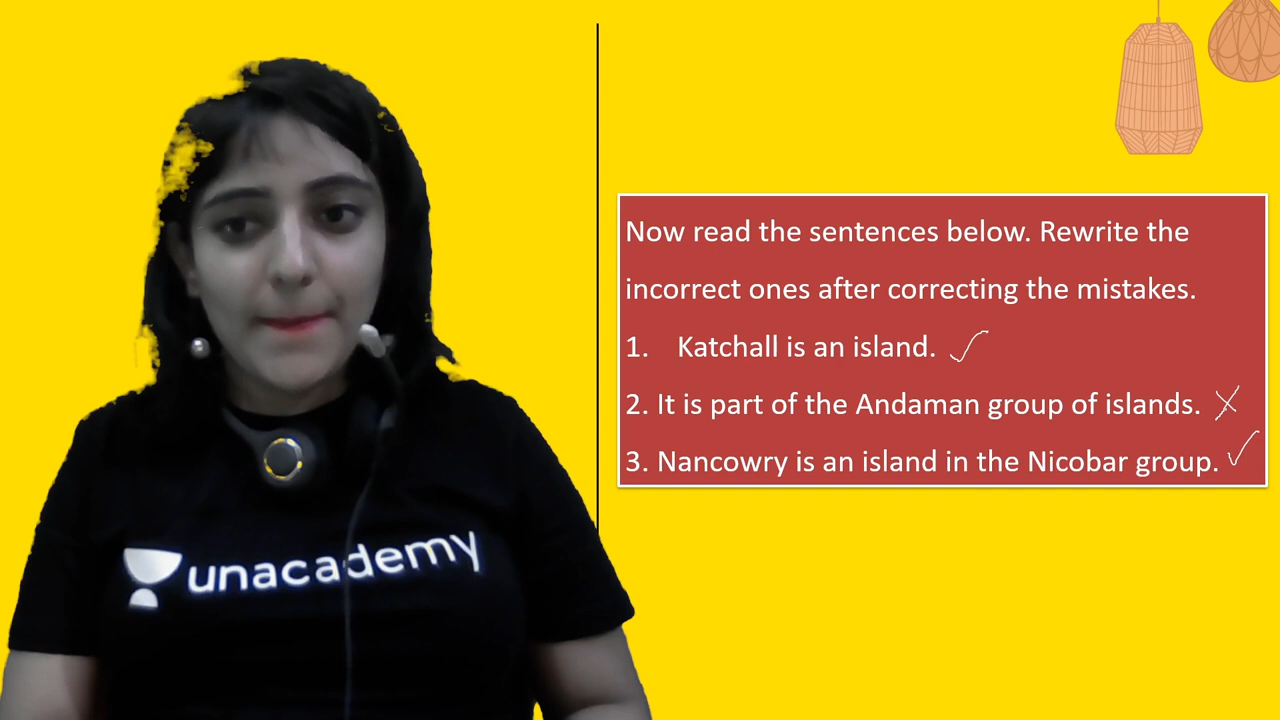 Now read the sentences below. Rewrite the
incorrect ones after correcting the mistakes.
1. Katchall is an island.
2. It is part of the Andaman group of islands.
3. Nancowry is an island in the Nicobar group.
unacademy